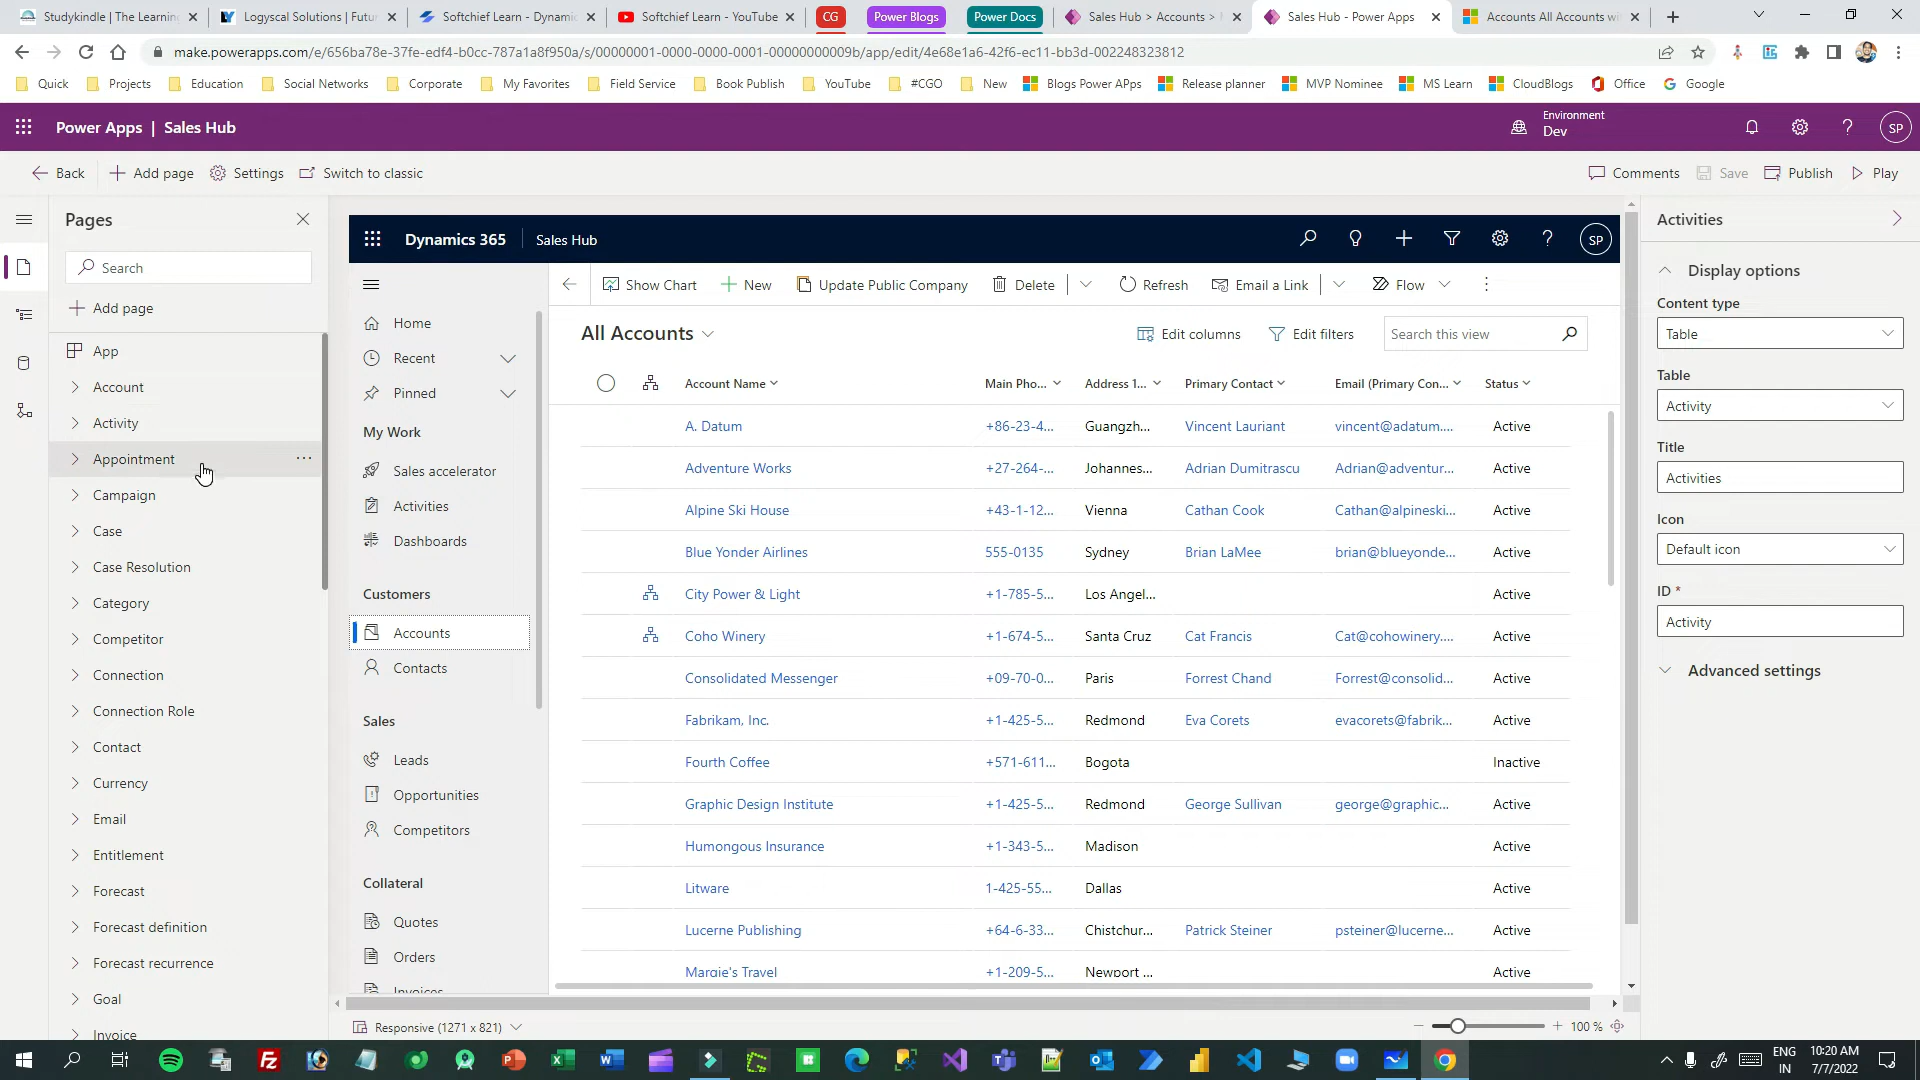 Studykindle | The Learning
Logyscal Solutions | Futur
Softchief Learn - Dynamic
Softchief Learn - YouTube
CG
Power Blogs
Power Docs
Sales Hub > Accounts >
Sales Hub - Power Apps
Accounts All Accounts wi
make.powerapps.com/e/656ba78e-37fe-edf4-b0cc-787a1a8f950a/s/00000001-0000-0000-0001-00000000009b/app/edit/4e68e1a6-42f6-ec11-bb3d-002248323812
Quick
Projects
Education
Social Networks
Corporate
My Favorites
Field Service
Book Publish
YouTube
#CGO
New
Blogs Power APps
Release planner
MVP Nominee
MS Learn
CloudBlogs
Office
Google
Power Apps | Sales Hub
Environment
Dev
SP
Back
Add page
Settings
Switch to classic
Comments
Save
Publish
Play
Pages
Search
Add page
App
Account
Activity
Appointment
Campaign
Case
Case Resolution
Category
Competitor
Connection
Connection Role
Contact
Currency
Email
Entitlement
Forecast
Forecast definition
Forecast recurrence
Goal
Invoice
Dynamics 365
Sales Hub
SP
Home
Recent
Pinned
My Work
Sales accelerator
Activities
Dashboards
Customers
Accounts
Contacts
Sales
Leads
Opportunities
Competitors
Collateral
Quotes
Orders
Invoices
Show Chart
New
Update Public Company
Delete
Refresh
Email a Link
Flow
All Accounts
Edit columns
Edit filters
Search this view
Account Name
Main Pho...
Address 1...
Primary Contact
Email (Primary Con...
Status
A. Datum +86-23-4... Guangzh... Vincent Lauriant vincent@adatum.... Active
Adventure Works +27-264-... Johannes... Adrian Dumitrascu Adrian@adventur... Active
Alpine Ski House +43-1-12... Vienna Cathan Cook Cathan@alpineski... Active
Blue Yonder Airlines 555-0135 Sydney Brian LaMee brian@blueyonde... Active
City Power & Light +1-785-5... Los Angel... Active
Coho Winery +1-674-5... Santa Cruz Cat Francis Cat@cohowinery.... Active
Consolidated Messenger +09-70-0... Paris Forrest Chand Forrest@consolid... Active
Fabrikam, Inc. +1-425-5... Redmond Eva Corets evacorets@fabrik... Active
Fourth Coffee +571-611... Bogota Inactive
Graphic Design Institute +1-425-5... Redmond George Sullivan george@graphic... Active
Humongous Insurance +1-343-5... Madison Active
Litware 1-425-55... Dallas Active
Lucerne Publishing +64-6-33... Chistchur... Patrick Steiner psteiner@lucerne... Active
Margie's Travel +1-209-5... Newport ... Active
Responsive (1271 x 821)
100 %
Activities
Display options
Content type
Table
Table
Activity
Title
Activities
Icon
Default icon
ID *
Activity
Advanced settings
ENG
IN
10:20 AM
7/7/2022